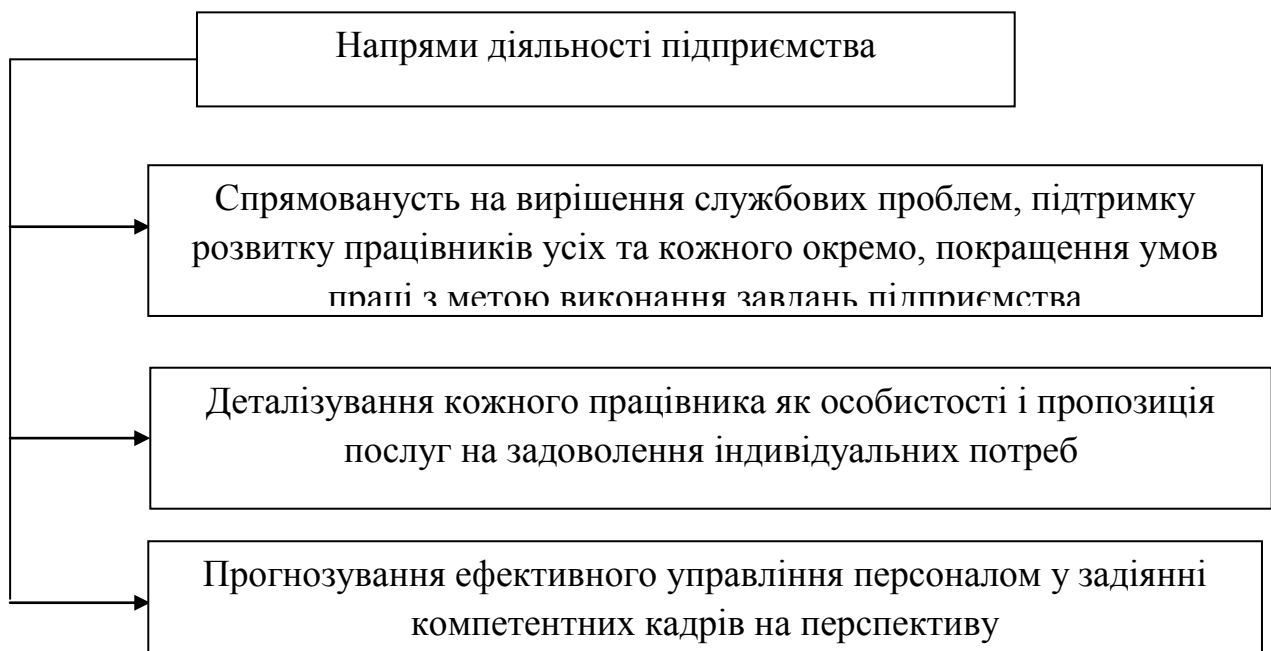 Напрями діяльності підприємства
Спрямованусть на вирішення службових проблем, підтримку
розвитку працівників усіх та кожного окремо, покращення умов
праці з метою виконання завдань підприємства
Деталізування кожного працівника як особистості і пропозиція
послуг на задоволення індивідуальних потреб
Прогнозування ефективного управління персоналом у задіянні
компетентних кадрів на перспективу